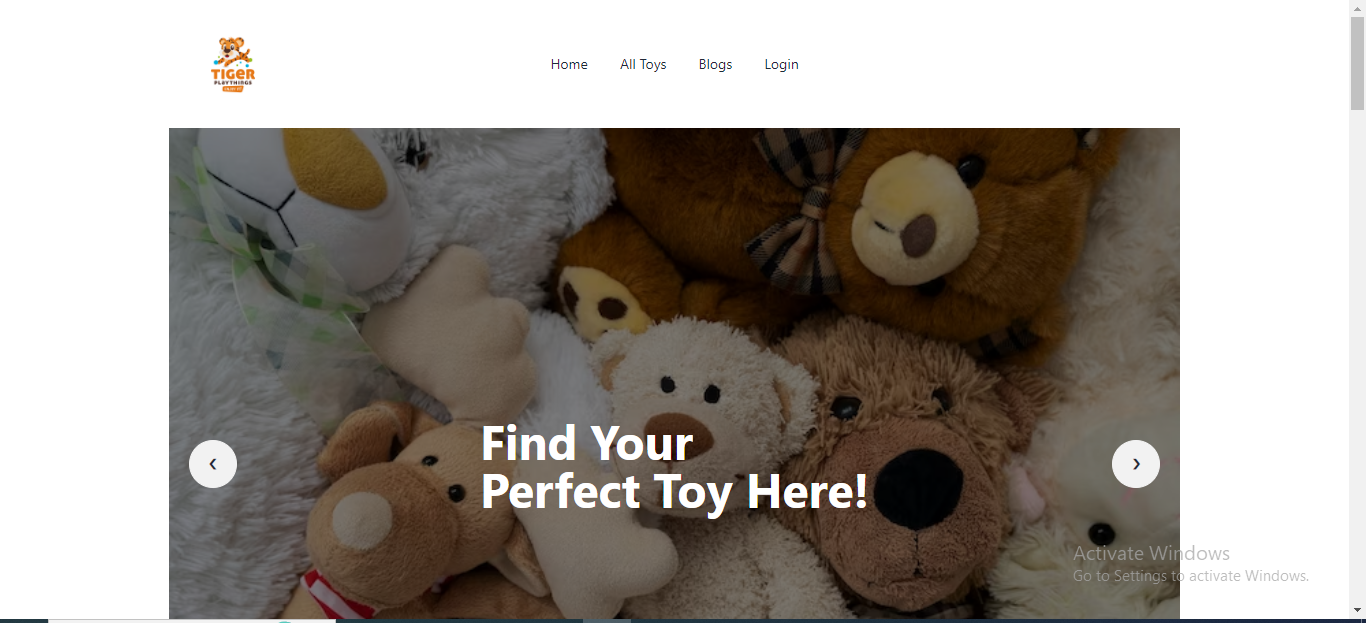 TIGER
PLAYTHINGS
Home
All Toys
Blogs
Login
Find Your
Perfect Toy Here!
Activate Windows
Go to Settings to activate Windows.